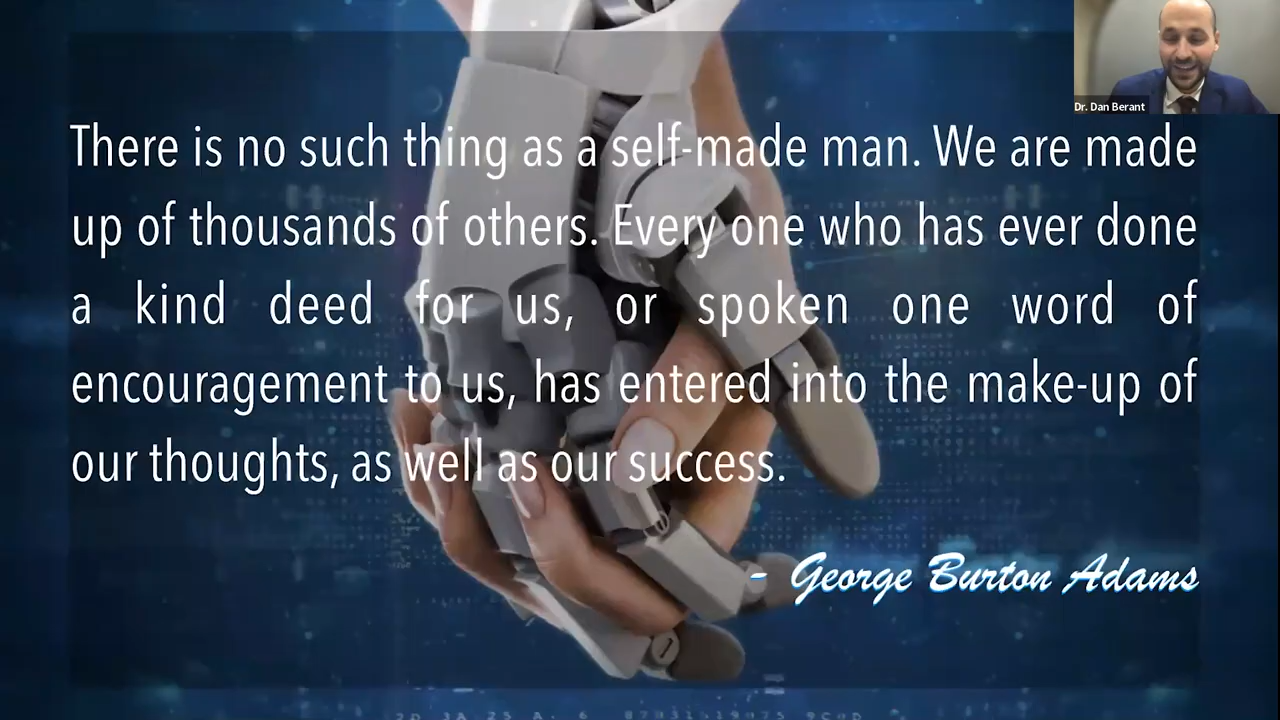 Dr. Dan Berant
There is no such thing as a self-made man. We are made
up of thousands of others. Every one who has ever done
a kind deed for us, or spoken one word of
encouragement to us, has entered into the make-up of
our thoughts, as well as our success.
- George Burton Adams